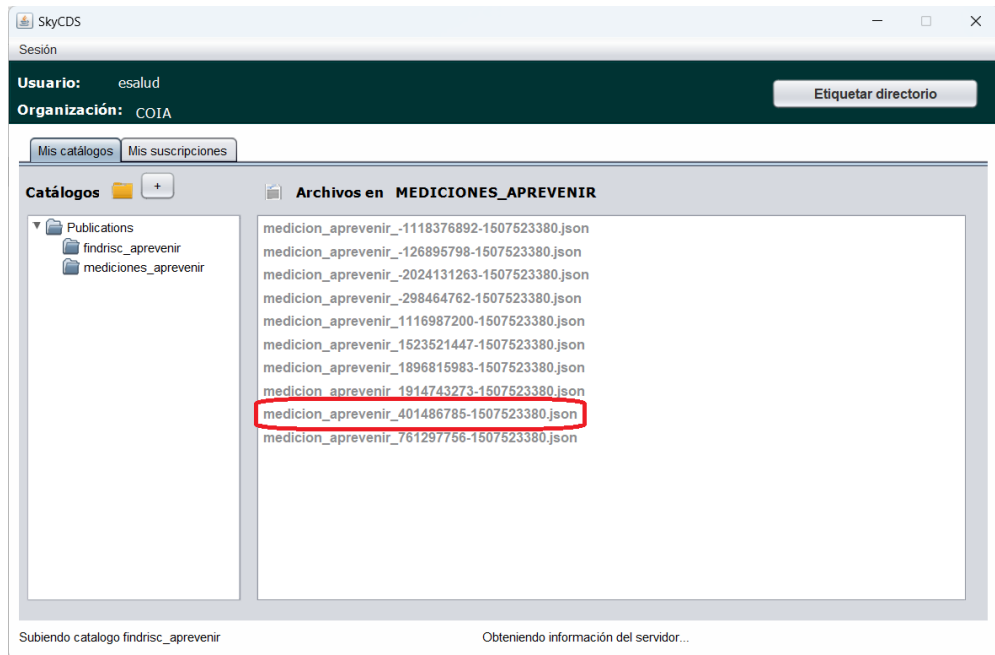 SkyCDS
Sesión
Usuario: esalud
Organización: COIA
Etiquetar directorio
Mis catálogos Mis suscripciones
Catálogos +
Archivos en MEDICIONES_APREVENIR
Publications
findrisc_aprevenir
mediciones_aprevenir
medicion_aprevenir_-1118376892-1507523380.json
medicion_aprevenir_-126895798-1507523380.json
medicion_aprevenir_-2024131263-1507523380.json
medicion_aprevenir_-298464762-1507523380.json
medicion_aprevenir_1116987200-1507523380.json
medicion_aprevenir_1523521447-1507523380.json
medicion_aprevenir_1896815983-1507523380.json
medicion_aprevenir_1914743273-1507523380.json
medicion_aprevenir_401486785-1507523380.json
medicion_aprevenir_761297756-1507523380.json
Subiendo catalogo findrisc_aprevenir
Obteniendo información del servidor...